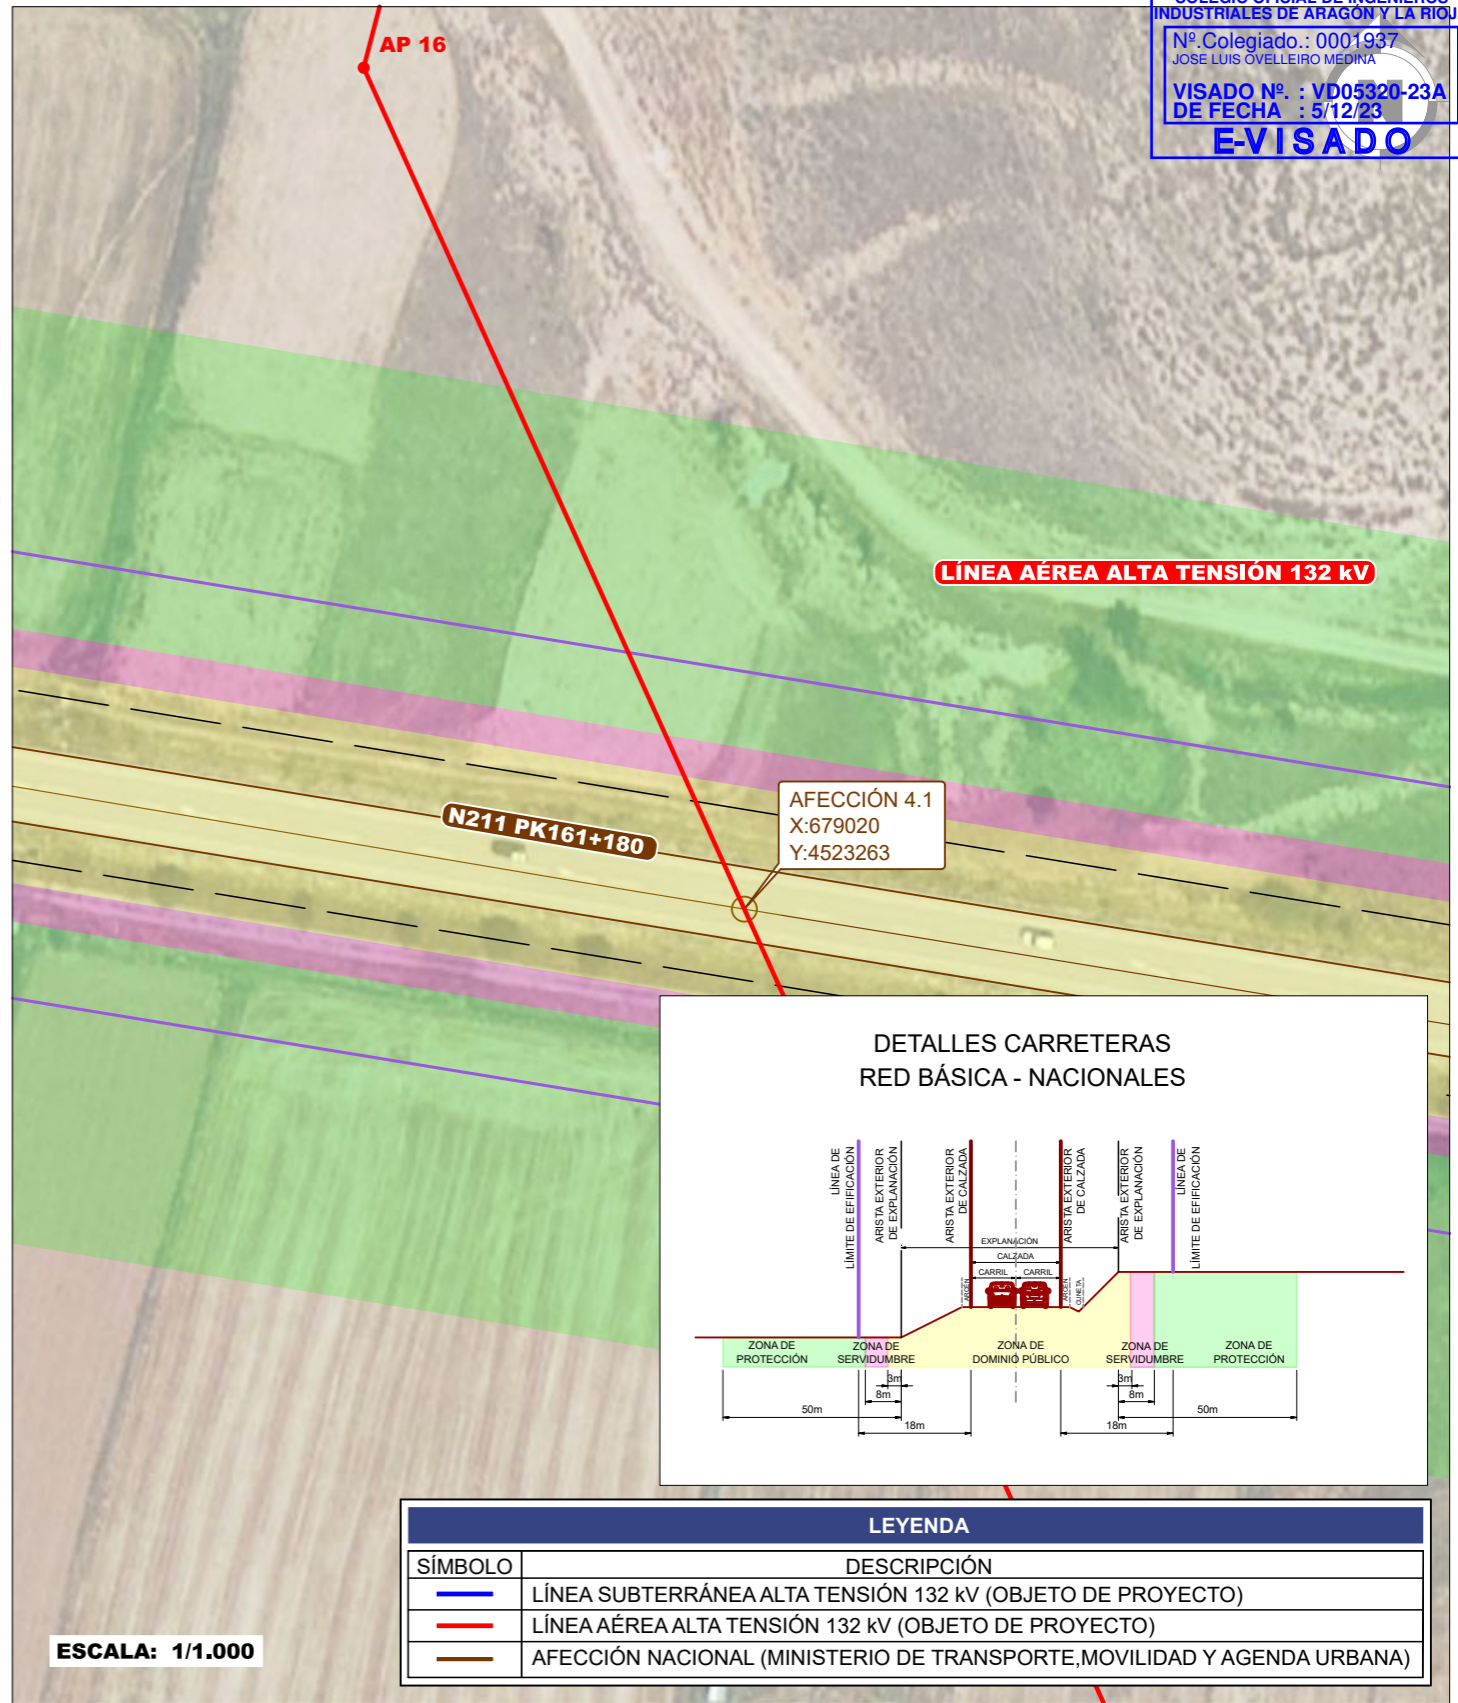 COLEGIO OFICIAL DE INGENIEROS
INDUSTRIALES DE ARAGÓN Y LA RIOJ
Nº.Colegiado.: 0001937
JOSE LUIS OVELLEIRO MEDINA
VISADO Nº. : VD05320-23A
DE FECHA : 5/12/23
E-VISADO
N
AP 16
LÍNEA AÉREA ALTA TENSIÓN 132 kV
N211 PK161+180
AFECCIÓN 4.1
X:679020
Y:4523263
DETALLES CARRETERAS
RED BÁSICA - NACIONALES
LÍNEA DE
LÍMITE DE EFIFICACIÓN
ARISTA EXTERIOR
DE EXPLANACIÓN
ARISTA EXTERIOR
DE CALZADA
ARISTA EXTERIOR
DE CALZADA
ARISTA EXTERIOR
DE EXPLANACIÓN
LÍNEA DE
LÍMITE DE EFIFICACIÓN
EXPLANACIÓN
CALZADA
CARRIL
CARRIL
ARCÉN
ARCÉN
CUNETA
ZONA DE
PROTECCIÓN
ZONA DE
SERVIDUMBRE
ZONA DE
DOMINIO PÚBLICO
ZONA DE
SERVIDUMBRE
ZONA DE
PROTECCIÓN
3m
3m
8m
8m
50m
50m
18m
18m
LEYENDA
SÍMBOLO DESCRIPCIÓN
LÍNEA SUBTERRÁNEA ALTA TENSIÓN 132 kV (OBJETO DE PROYECTO)
LÍNEA AÉREA ALTA TENSIÓN 132 kV (OBJETO DE PROYECTO)
AFECCIÓN NACIONAL (MINISTERIO DE TRANSPORTE,MOVILIDAD Y AGENDA URBANA)
ESCALA: 1/1.000